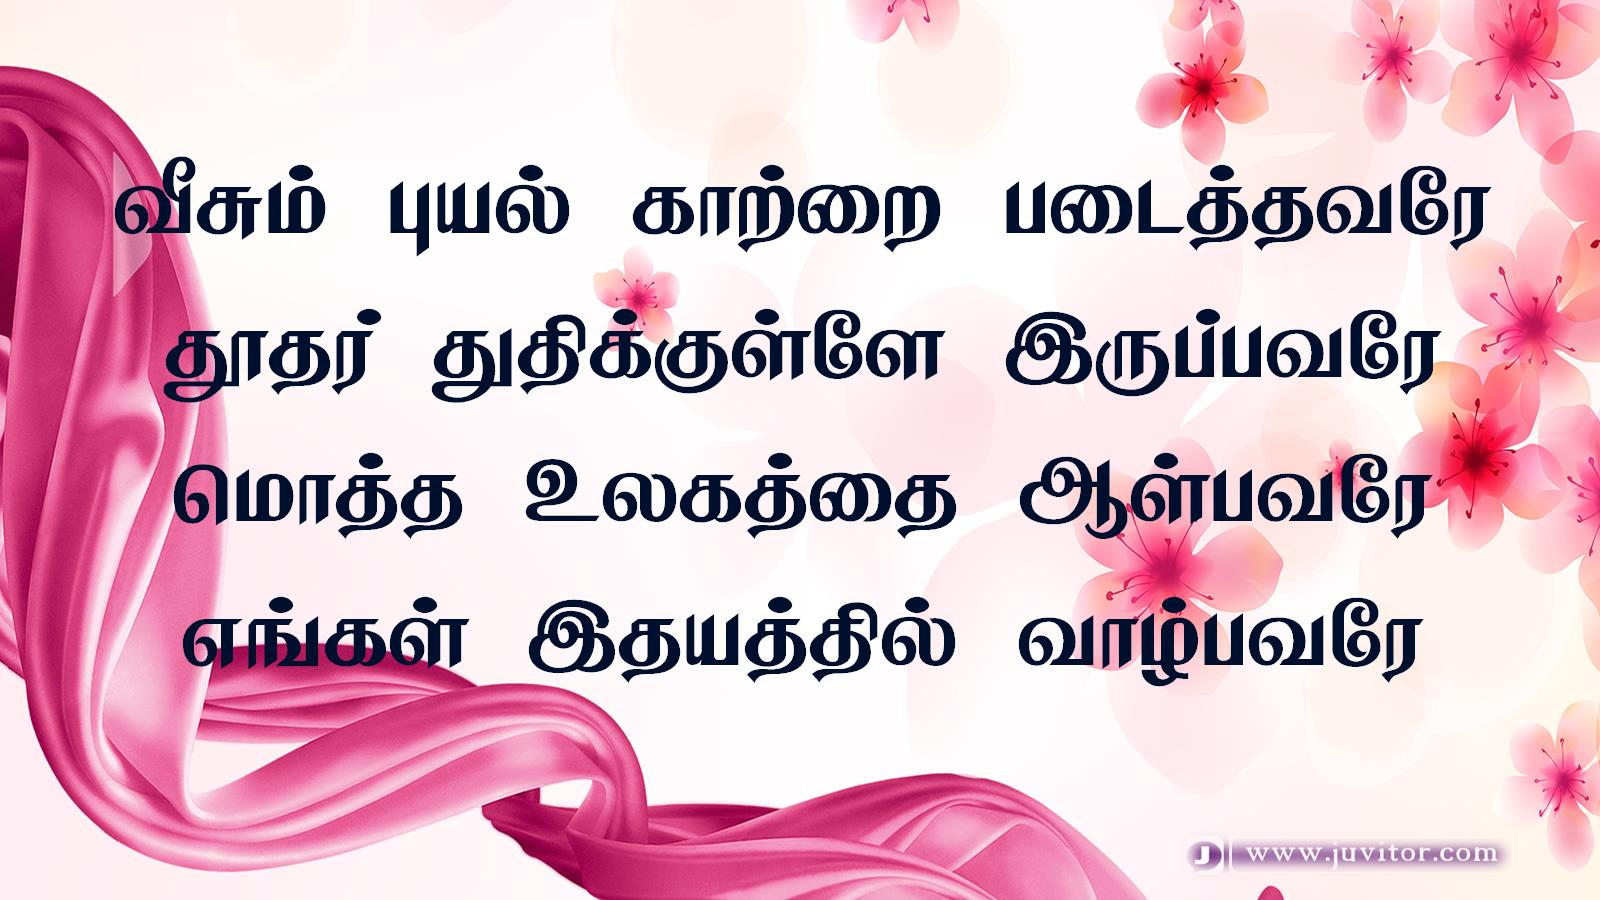 வீசும் புயல் காற்றை படைத்தவரே
தூதர் துதிக்குள்ளே இருப்பவரே
மொத்த உலகத்தை ஆள்பவரே
எங்கள் இதயத்தில் வாழ்பவரே
J www.juvitor.com